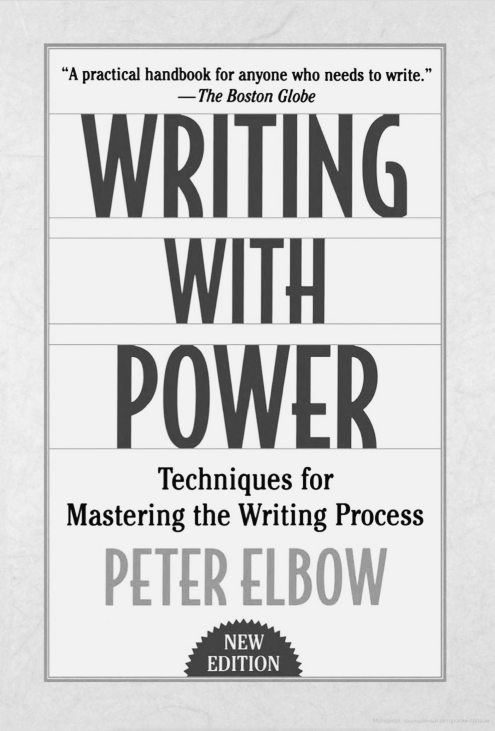 “A practical handbook for anyone who needs to write.”
—The Boston Globe
WRITING
WITH
POWER
Techniques for
Mastering the Writing Process
PETER ELBOW
NEW
EDITION